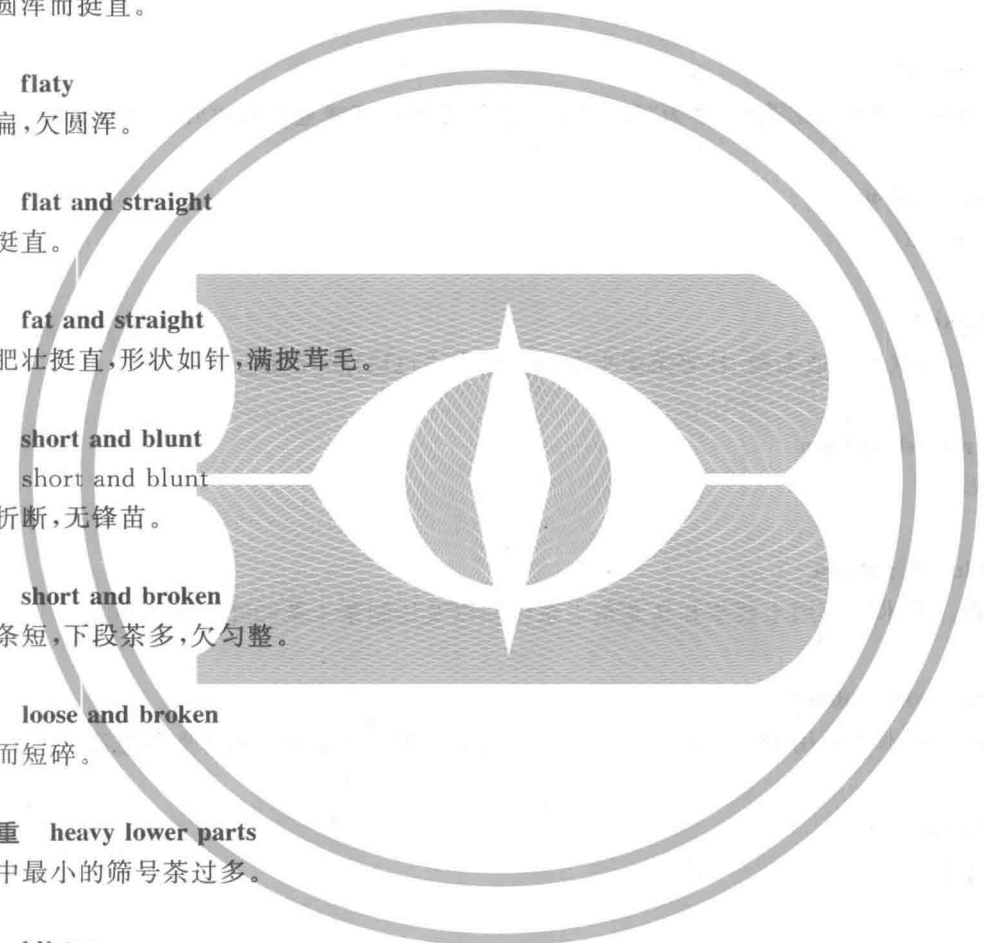 圆浑而挺直。
flaty
扁,欠圆浑。
flat and straight
挺直。
fat and straight
肥壮挺直,形状如针,满披茸毛。
short and blunt
short and blunt
折断,无锋苗。
short and broken
条短,下段茶多,欠匀整。
loose and broken
而短碎。
重 heavy lower parts
中最小的筛号茶过多。